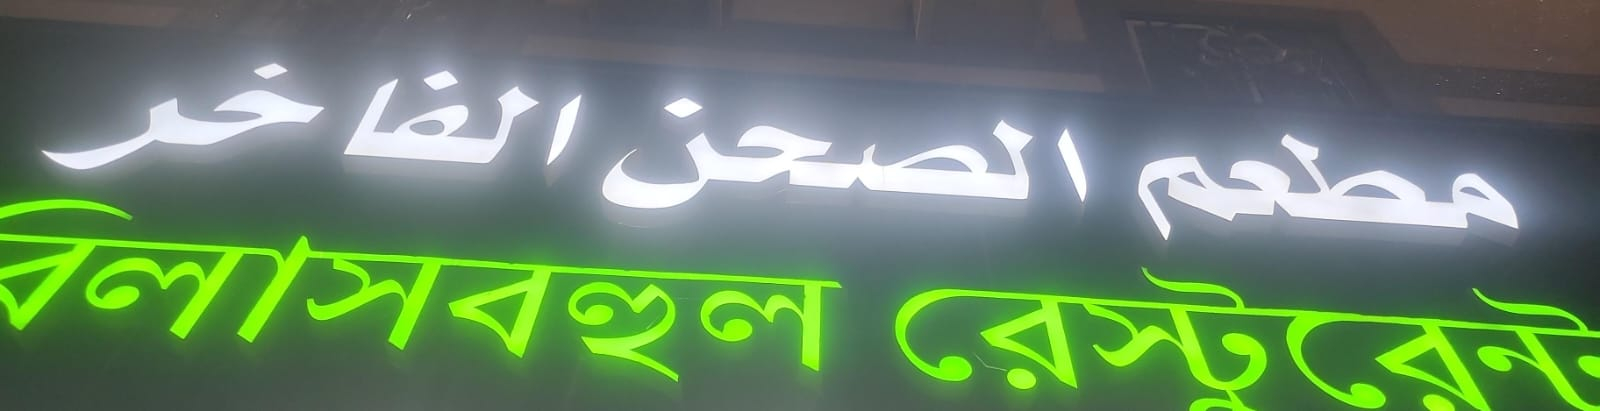 مطعم الصحن الفاخر
বিলাসবহুল রেস্টুরেন্ট